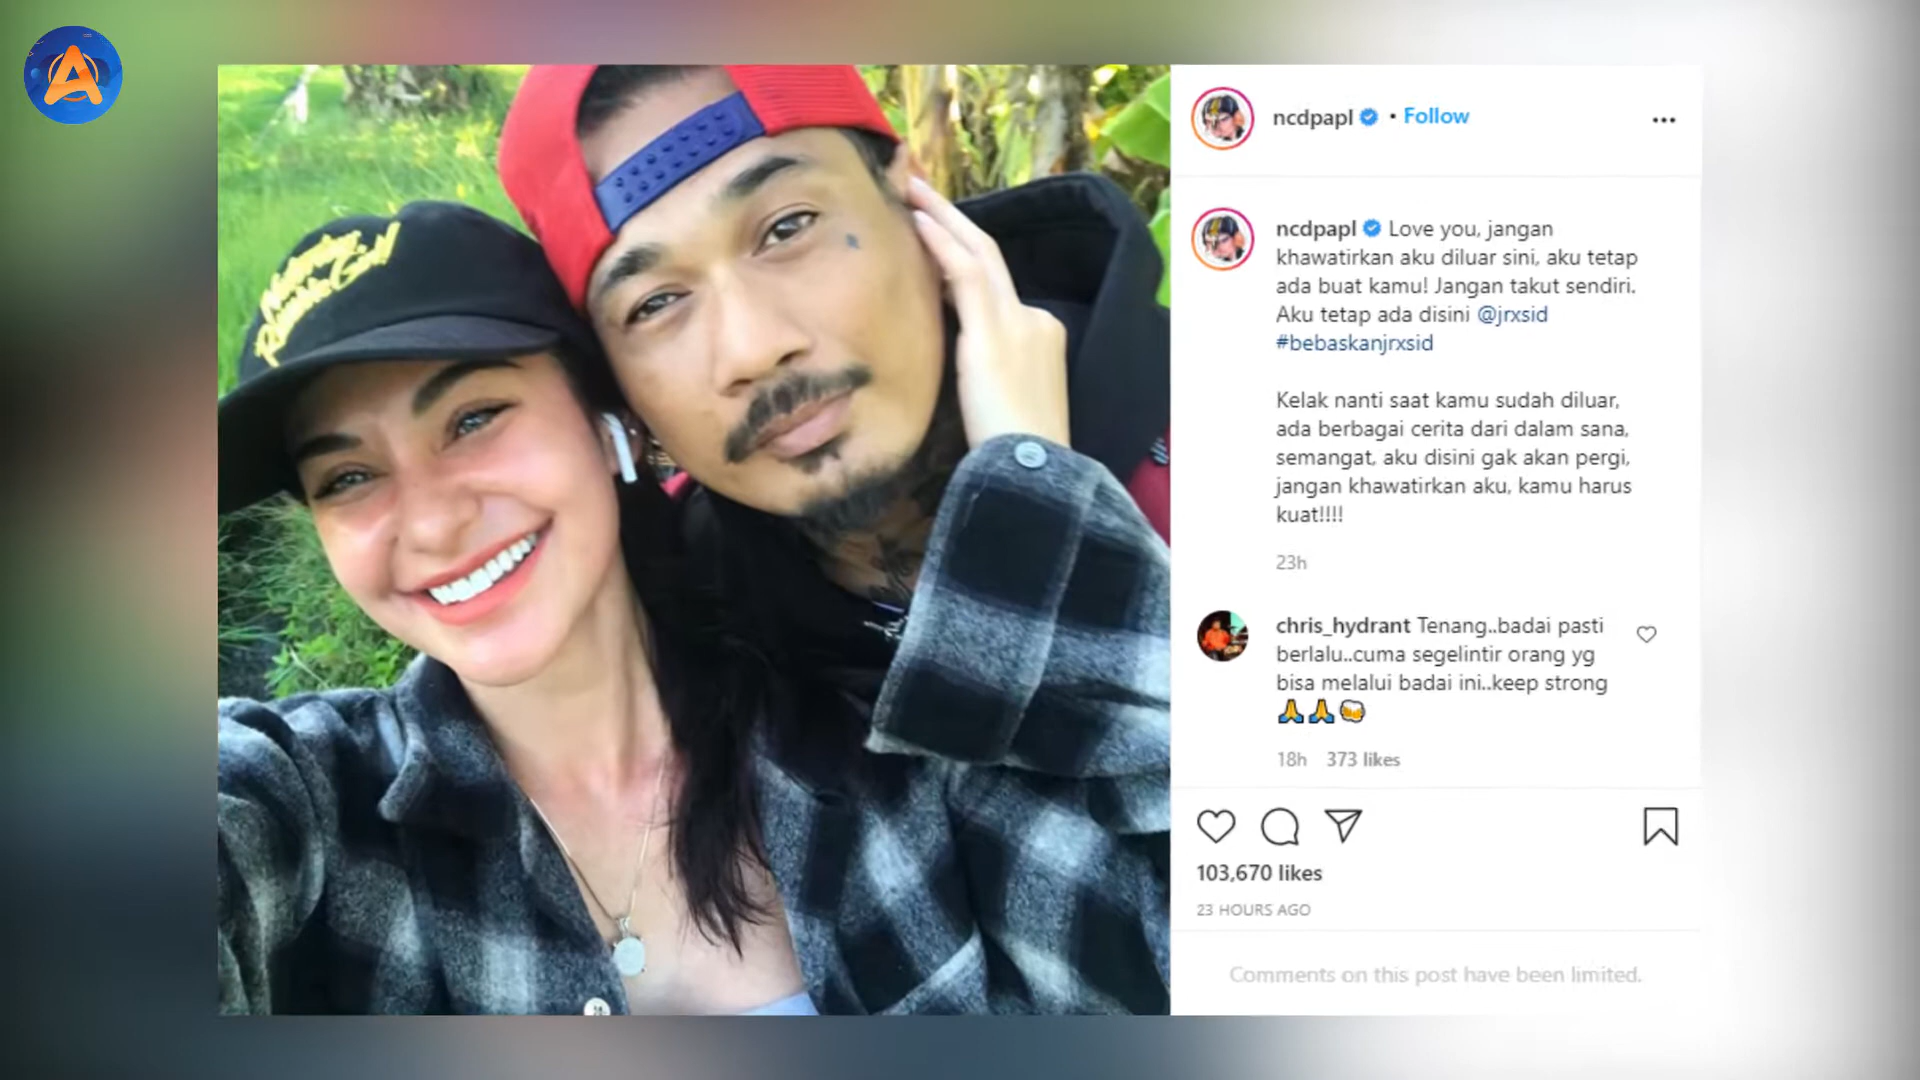 ncdpapl • Follow
ncdpapl Love you, jangan
khawatirkan aku diluar sini, aku tetap
ada buat kamu! Jangan takut sendiri.
Aku tetap ada disini @jrxsid
#bebaskanjrxsid
Kelak nanti saat kamu sudah diluar,
ada berbagai cerita dari dalam sana,
semangat, aku disini gak akan pergi,
jangan khawatirkan aku, kamu harus
kuat!!!!
23h
chris_hydrant Tenang..badai pasti
berlalu..cuma segelintir orang yg
bisa melalui badai ini..keep strong
🙏🙏🍻
18h 373 likes
103,670 likes
23 HOURS AGO
Comments on this post have been limited.